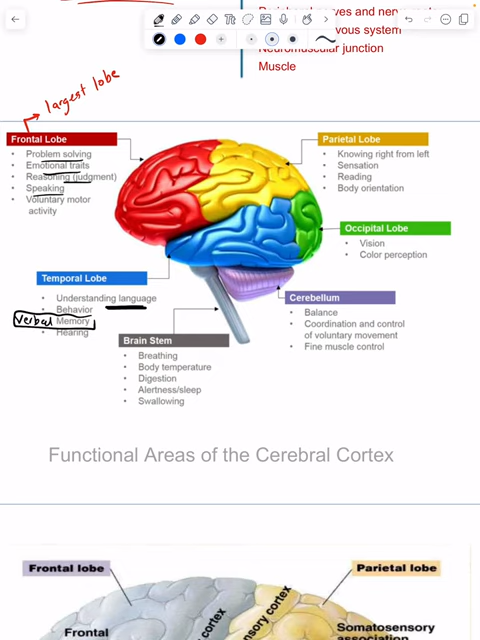 vous system
Neuromuscular junction
Muscle
largest lobe
Frontal Lobe
• Problem solving
• Emotional traits
• Reasoning (judgment)
• Speaking
• Voluntary motor
activity
Parietal Lobe
• Knowing right from left
• Sensation
• Reading
• Body orientation
Occipital Lobe
• Vision
• Color perception
Temporal Lobe
• Understanding language
• Behavior
Verbal Memory
• Hearing
Cerebellum
• Balance
• Coordination and control
of voluntary movement
• Fine muscle control
Brain Stem
• Breathing
• Body temperature
• Digestion
• Alertness/sleep
• Swallowing
Functional Areas of the Cerebral Cortex
Frontal lobe
Parietal lobe
sory cortex
cortex
Frontal
Somatosensory
association